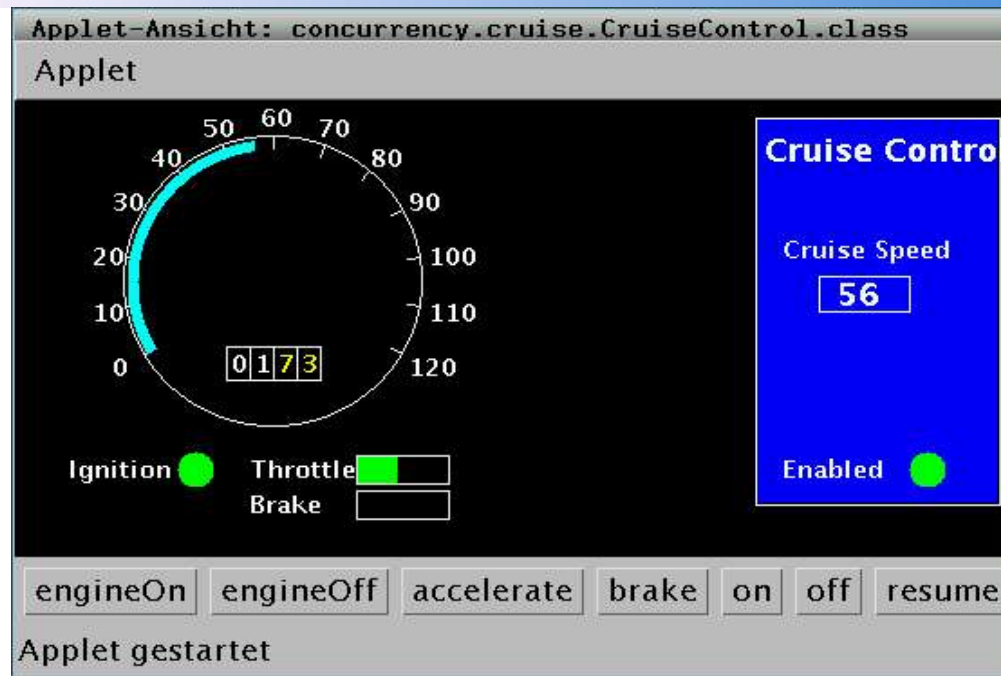 Applet-Ansicht: concurrency.cruise.CruiseControl.class
Applet
0
10
20
30
40
50
60
70
80
90
100
110
120
0173
Ignition
Throttle
Brake
Cruise Contro
Cruise Speed
56
Enabled
engineOn engineOff accelerate brake on off resume
Applet gestartet